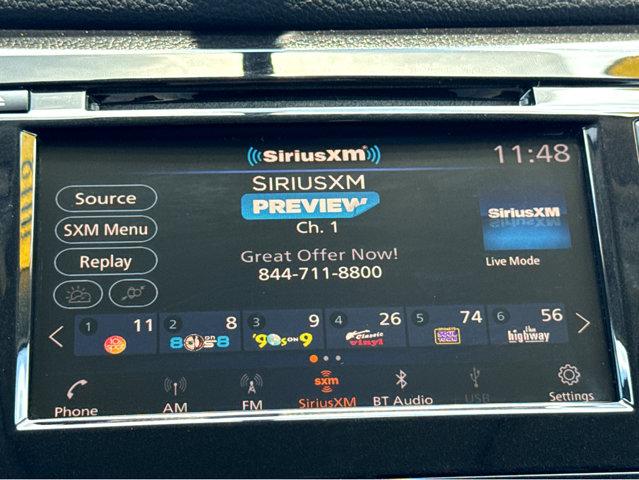 SiriusXM
11:48
SIRIUSXM
PREVIEW
Ch. 1
Great Offer Now!
844-711-8800
Source
SXM Menu
Replay
SiriusXM
Live Mode
1 11
2 8
8 on 8
3 9
90s on 9
4 26
Classic vinyl
5 74
6 56
the highway
Phone
AM
FM
sxm
SiriusXM
BT Audio
USB
Settings